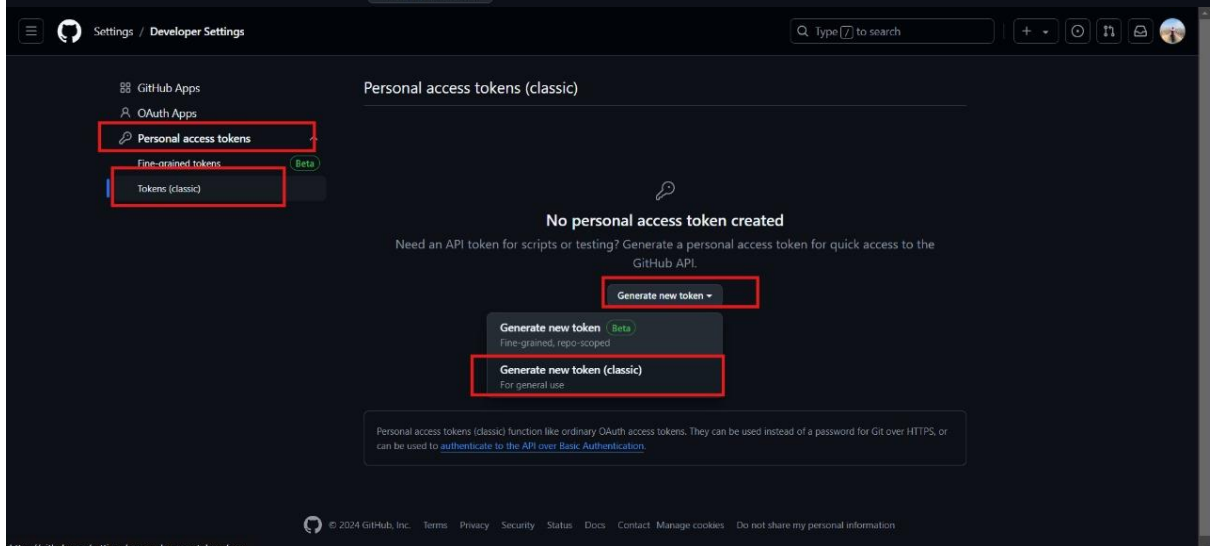 Settings / Developer Settings
Type / to search
GitHub Apps
OAuth Apps
Personal access tokens
Fine-grained tokens Beta
Tokens (classic)
Personal access tokens (classic)
No personal access token created
Need an API token for scripts or testing? Generate a personal access token for quick access to the
GitHub API.
Generate new token
Generate new token Beta
Fine-grained, repo-scoped
Generate new token (classic)
For general use
Personal access tokens (classic) function like ordinary OAuth access tokens. They can be used instead of a password for Git over HTTPS, or
can be used to authenticate to the API over Basic Authentication.
© 2024 GitHub, Inc. Terms Privacy Security Status Docs Contact Manage cookies Do not share my personal information